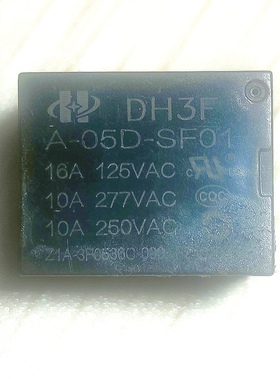 DH3F
A-05D-SF01
16A 125VAC
10A 277VAC
10A 250VAC